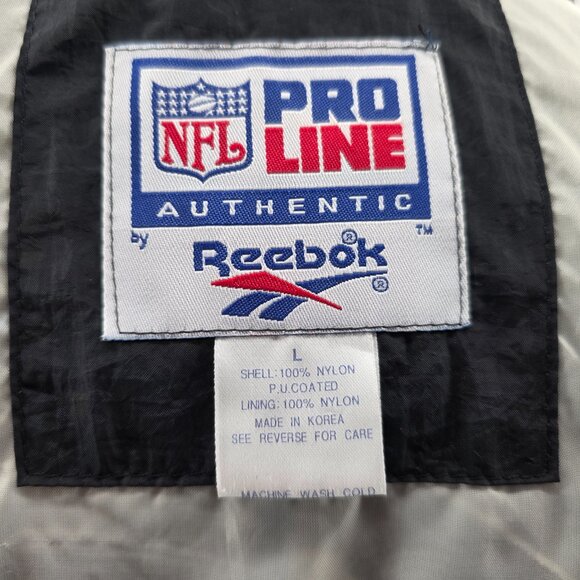 NFL
PRO
LINE
AUTHENTIC
by
TM
Reebok®
®
L
SHELL:100% NYLON
P.U.COATED
LINING:100% NYLON
MADE IN KOREA
SEE REVERSE FOR CARE
MACHINE WASH COLD